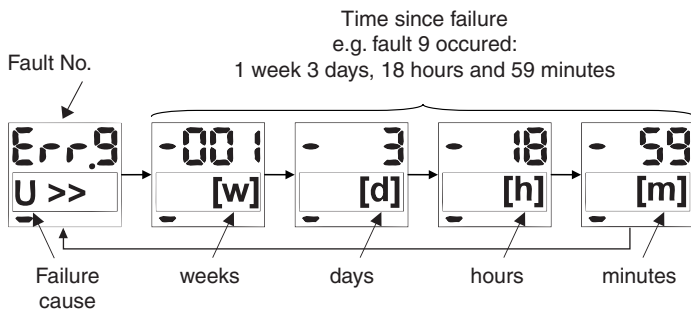 Time since failure
e.g. fault 9 occured:
1 week 3 days, 18 hours and 59 minutes
Fault No.
Err.9
-001
- 3
- 18
- 59
U >>
[w]
[d]
[h]
[m]
Failure
cause
weeks
days
hours
minutes